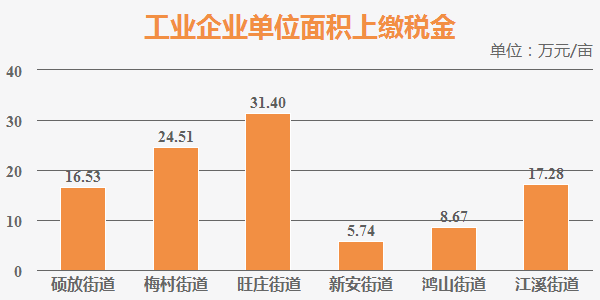 工业企业单位面积上缴税金
单位：万元/亩
40
30
20
10
0
16.53
24.51
31.40
5.74
8.67
17.28
硕放街道
梅村街道
旺庄街道
新安街道
鸿山街道
江溪街道